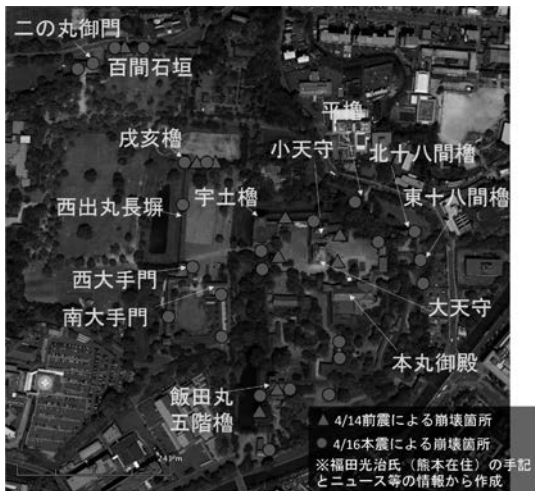 二の丸御門
百間石垣
平櫓
戌亥櫓
小天守
北十八間櫓
西出丸長塀
宇土櫓
東十八間櫓
西大手門
大天守
南大手門
本丸御殿
飯田丸
五階櫓
▲ 4/14前震による崩壊箇所
● 4/16本震による崩壊箇所
※福田光治氏（熊本在住）の手記
とニュース等の情報から作成